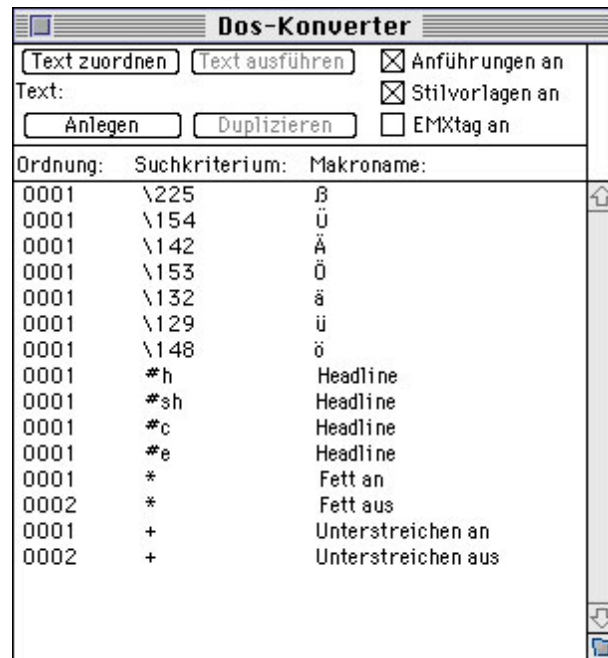 Dos-Konverter
Text zuordnen Text ausführen Anführungen an
Text: Stilvorlagen an
Anlegen Duplizieren EMXtag an
Ordnung: Suchkriterium: Makroname:
0001 \225 ß
0001 \154 Ü
0001 \142 Ä
0001 \153 Ö
0001 \132 ä
0001 \129 ü
0001 \148 ö
0001 #h Headline
0001 #sh Headline
0001 #c Headline
0001 #e Headline
0001 * Fett an
0002 * Fett aus
0001 + Unterstreichen an
0002 + Unterstreichen aus